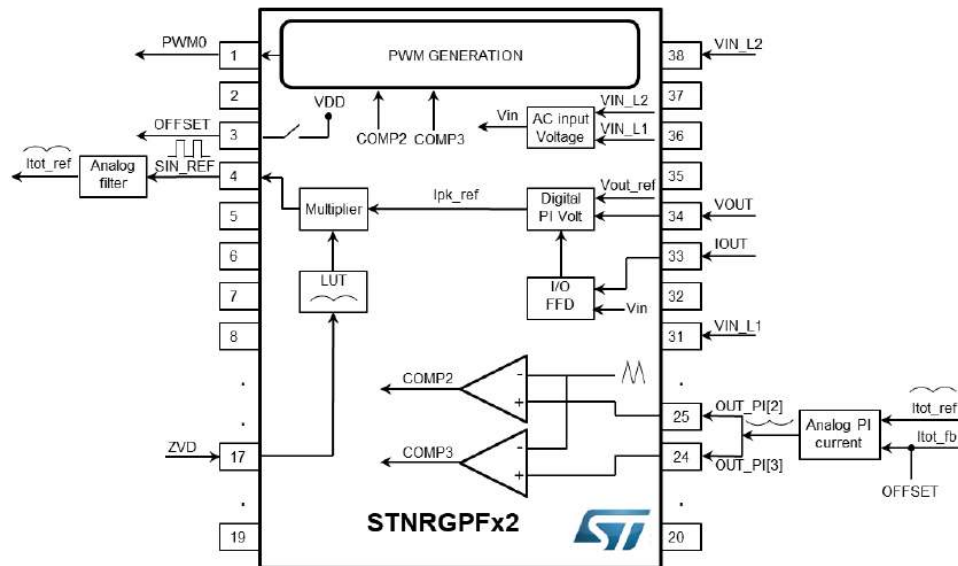 PWM0
1
PWM GENERATION
38
VIN_L2
2
37
VDD
COMP2
COMP3
Vin
AC input
Voltage
VIN_L2
VIN_L1
OFFSET
3
36
Itot_ref
Analog
filter
SIN_REF
4
35
Multiplier
Ipk_ref
Digital
PI Volt
Vout_ref
5
34
VOUT
6
33
IOUT
LUT
I/O
FFD
Vin
7
32
8
31
VIN_L1
.
.
COMP2
-
+
25
OUT_PI[2]
Analog PI
current
Itot_ref
Itot_fb
ZVD
17
COMP3
-
+
24
OUT_PI[3]
OFFSET
.
.
19
STNRGPFx2
ST
20